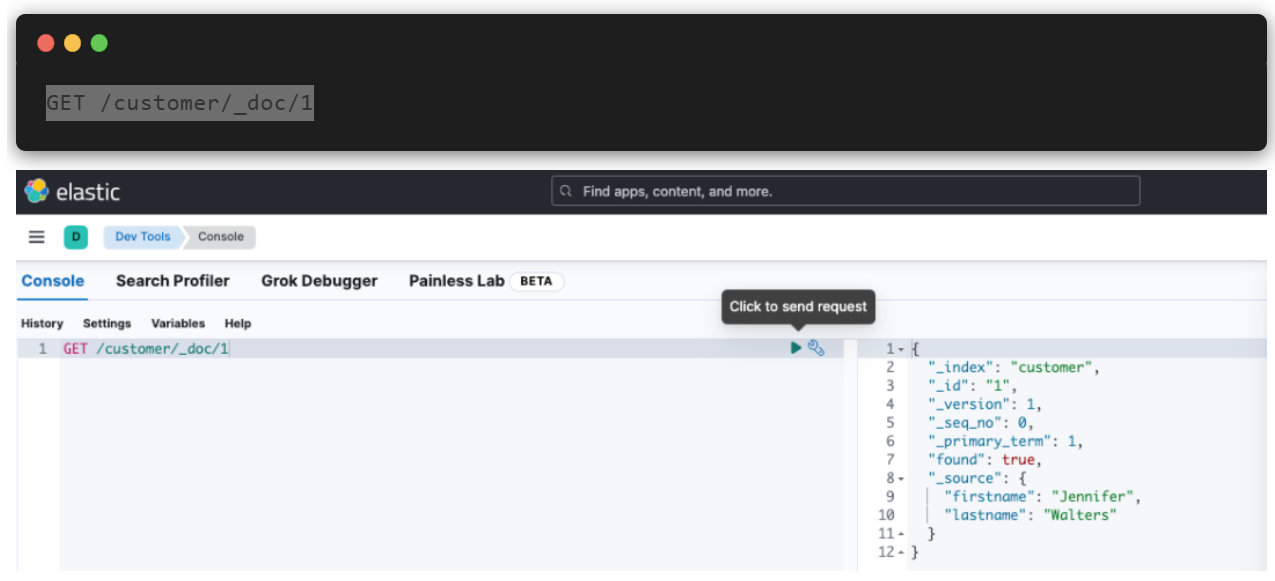 GET /customer/_doc/1
elastic
Find apps, content, and more.
D
Dev Tools
Console
Console
Search Profiler
Grok Debugger
Painless Lab
BETA
Click to send request
History
Settings
Variables
Help
1 GET /customer/_doc/1
1 {
2 "_index": "customer",
3 "_id": "1",
4 "_version": 1,
5 "_seq_no": 0,
6 "_primary_term": 1,
7 "found": true,
8 "_source": {
9 "firstname": "Jennifer",
10 "lastname": "Walters"
11 }
12 }